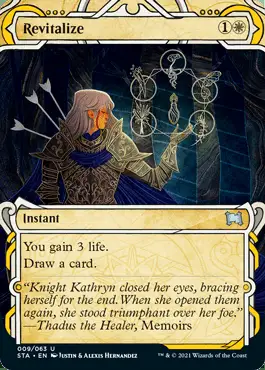 Revitalize 1
Instant
You gain 3 life.
Draw a card.
“Knight Kathryn closed her eyes, bracing
herself for the end. When she opened them
again, she stood triumphant over her foe.”
—Thadus the Healer, Memoirs
009/063 U
STA • EN Justin & Alexis Hernandez
™ & © 2021 Wizards of the Coast